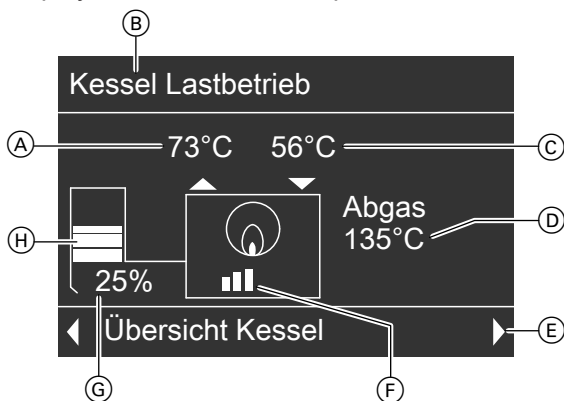 B
Kessel Lastbetrieb
A 73°C 56°C C
Abgas
H 135°C D
25%
Übersicht Kessel E
G F